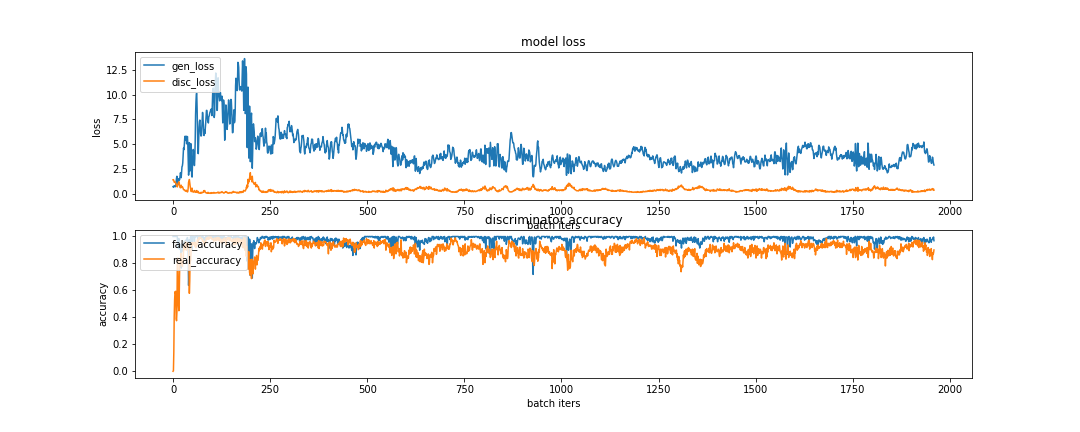 model loss
gen_loss
disc_loss
loss
12.5
10.0
7.5
5.0
2.5
0.0
0 250 500 750 1000 1250 1500 1750 2000
batch iters
discriminator accuracy
fake_accuracy
real_accuracy
accuracy
1.0
0.8
0.6
0.4
0.2
0.0
0 250 500 750 1000 1250 1500 1750 2000
batch iters